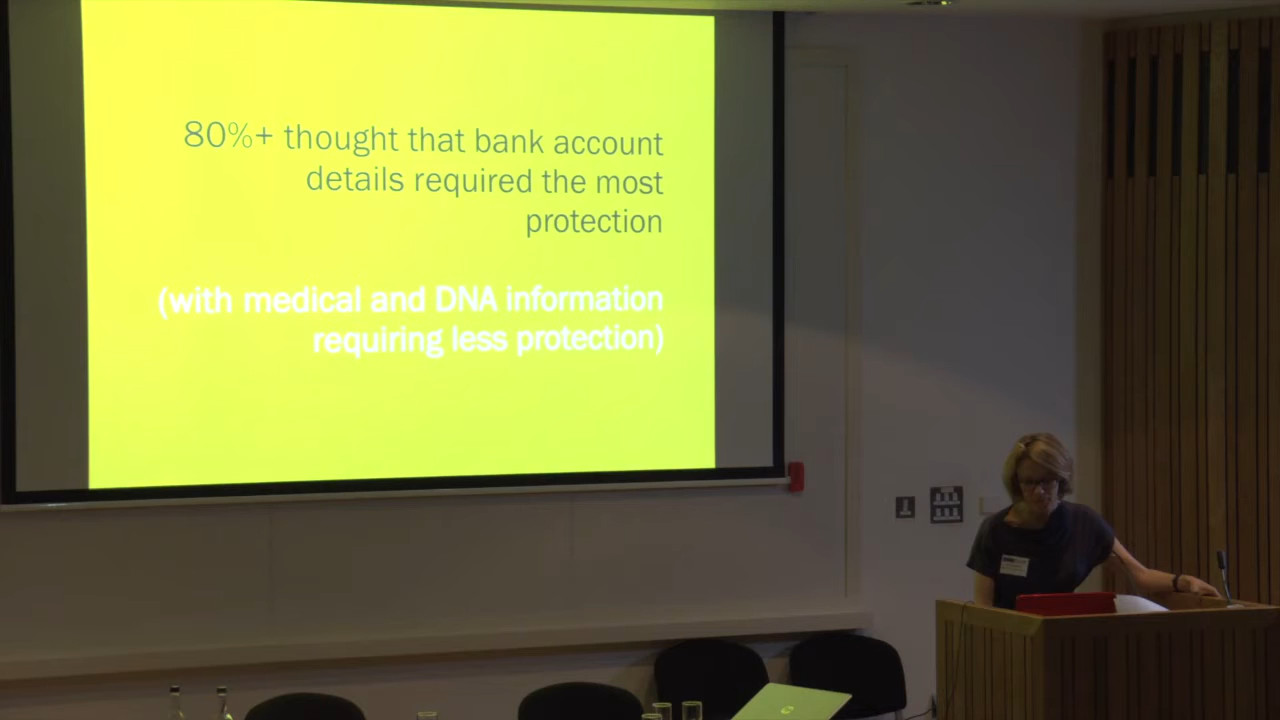 80%+ thought that bank account
details required the most
protection
(with medical and DNA information
requiring less protection)